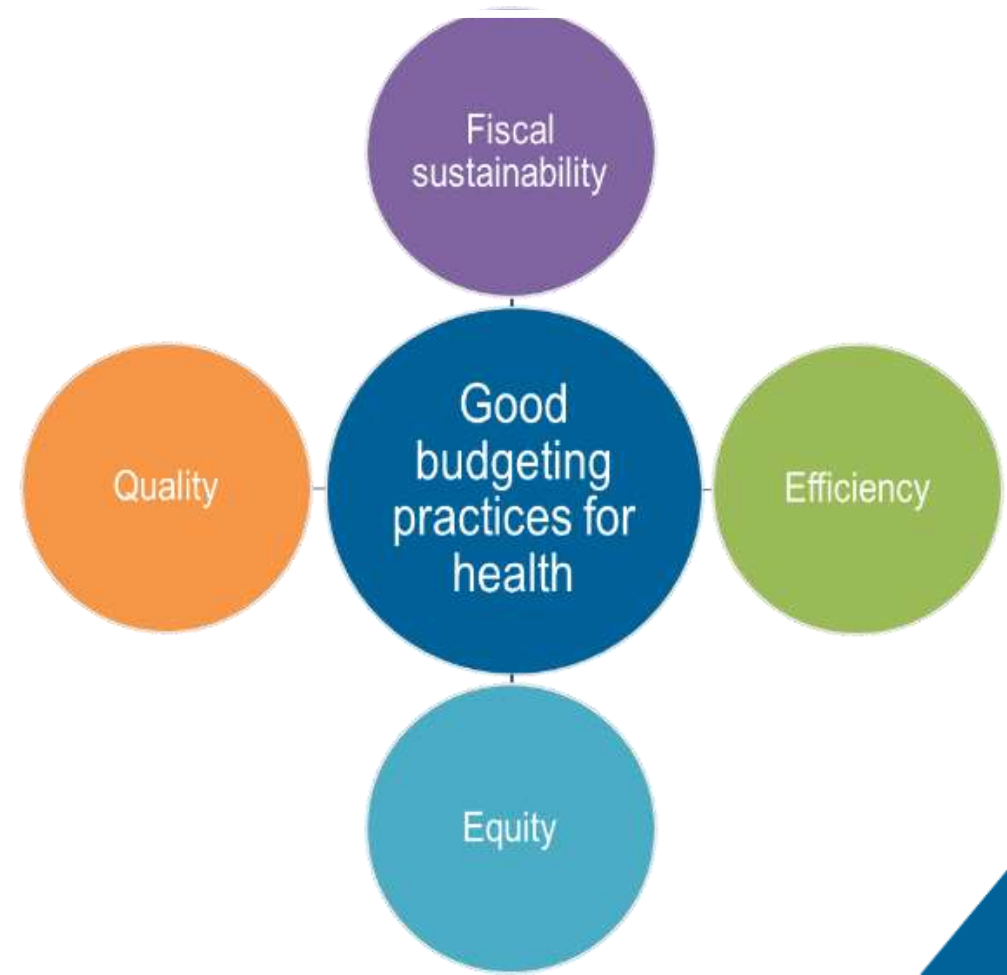 Fiscal
sustainability
Good
budgeting
practices for
health
Quality
Efficiency
Equity